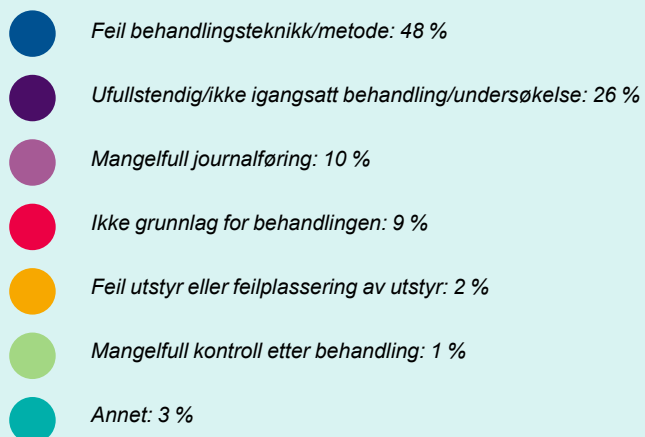 Feil behandlingsteknikk/metode: 48 %
Ufullstendig/ikke igangsatt behandling/undersøkelse: 26 %
Mangelfull journalføring: 10 %
Ikke grunnlag for behandlingen: 9 %
Feil utstyr eller feilplassering av utstyr: 2 %
Mangelfull kontroll etter behandling: 1 %
Annet: 3 %